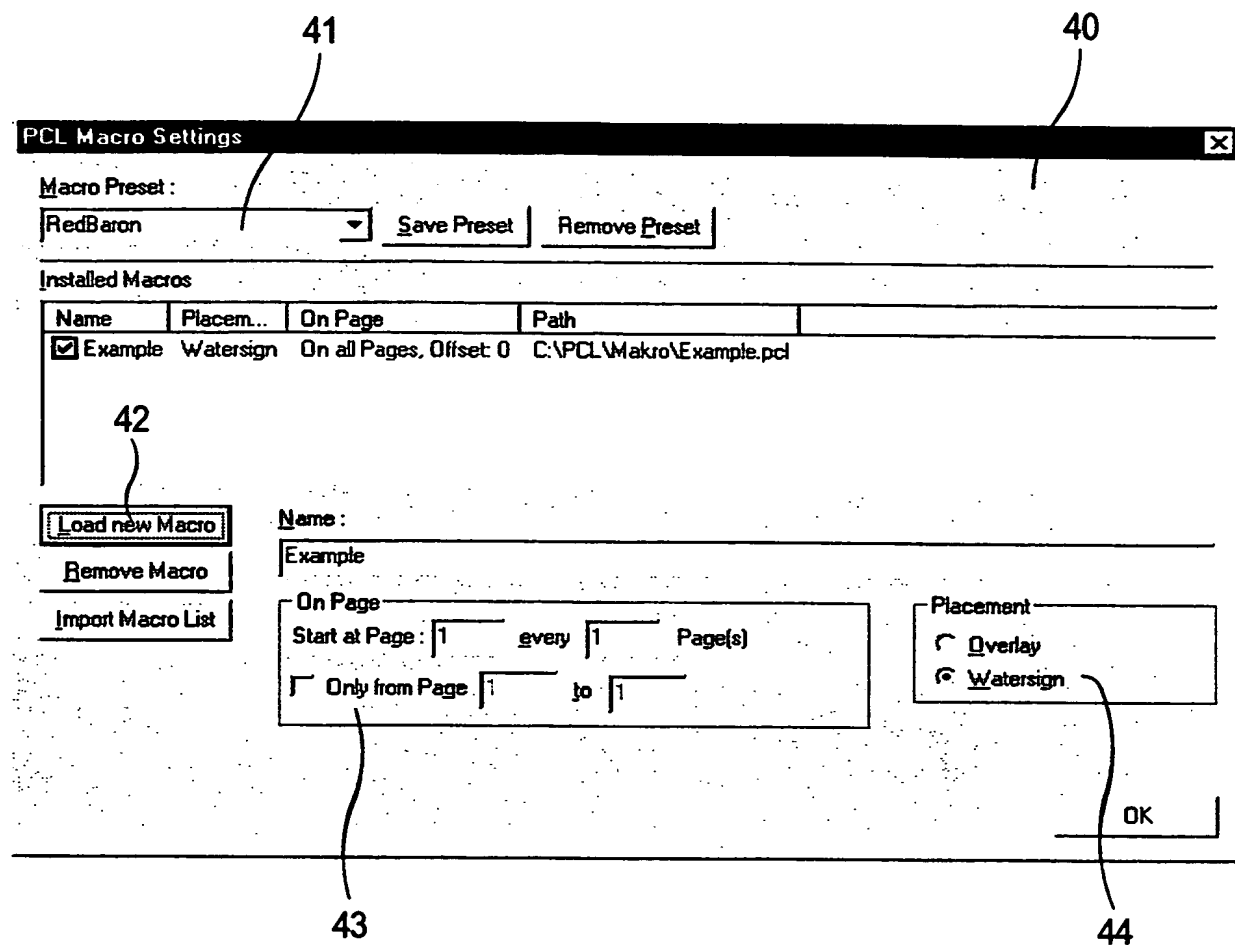 41 40
PCL Macro Settings
Macro Preset :
RedBaron Save Preset Remove Preset
Installed Macros
Name Placem... On Page Path
Example Watersign On all Pages, Offset: 0 C:\PCL\Makro\Example.pcl
42
Load new Macro Name :
Remove Macro Example
Import Macro List On Page Placement
Start at Page : 1 every 1 Page(s) Overlay
Only from Page 1 to 1 Watersign
OK
43 44